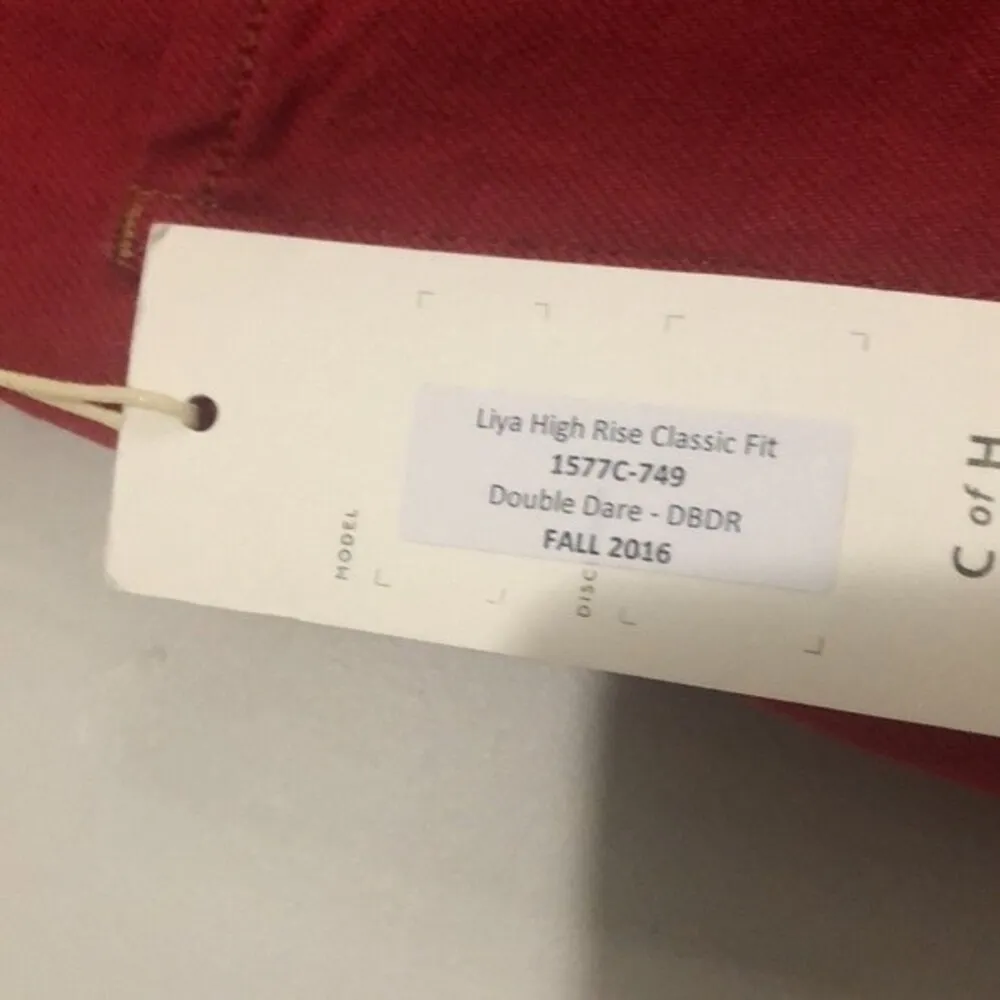 Liya High Rise Classic Fit
1577C-749
Double Dare - DBDR
FALL 2016
MODEL
DISC
C of H